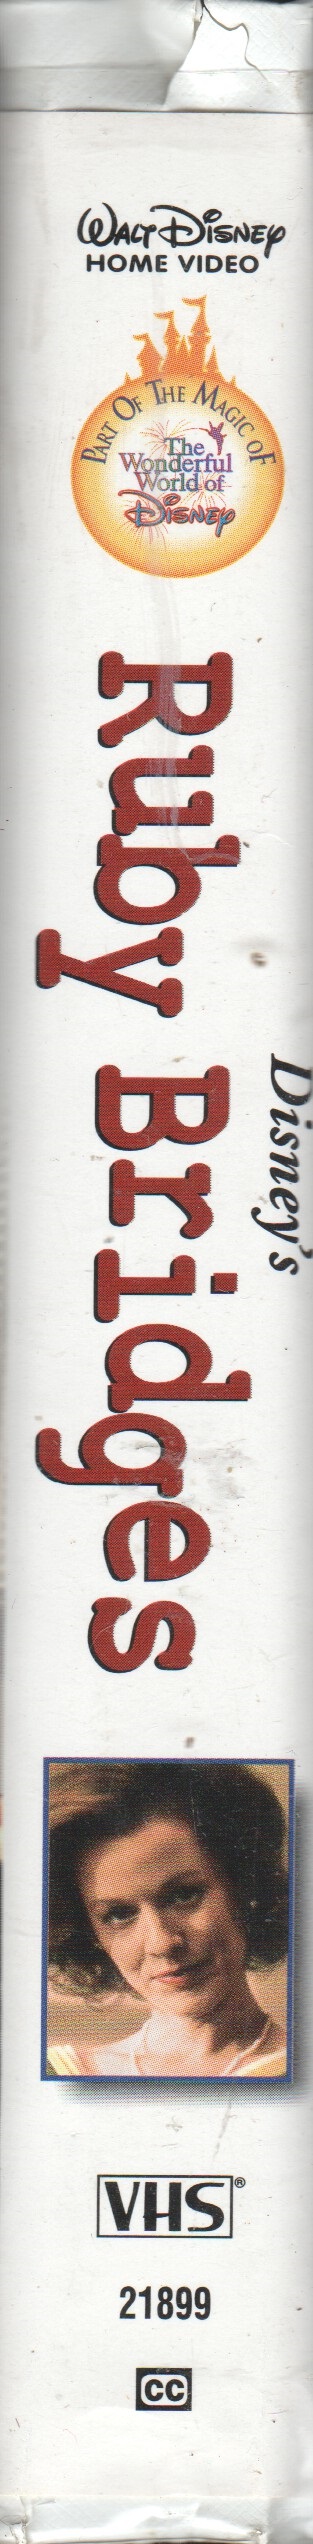 WALT DISNEY
HOME VIDEO
PART OF THE MAGIC OF
The
Wonderful
World of
DISNEY
Disney's
Ruby Bridges
VHS®
21899
CC